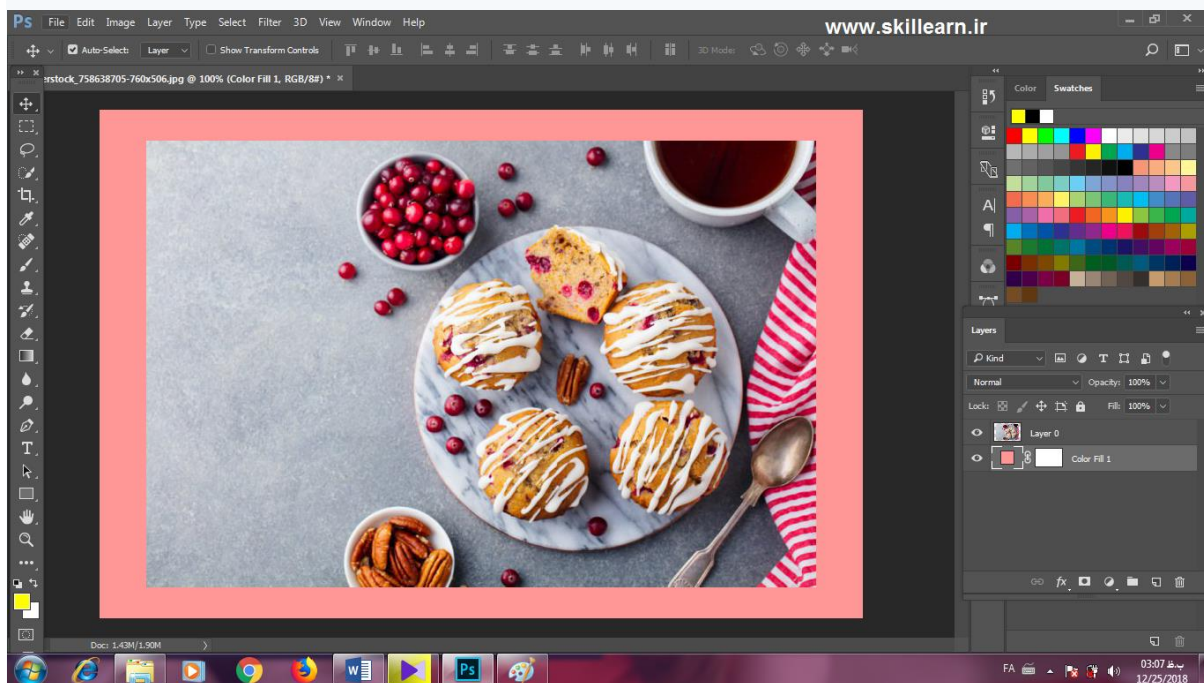 Ps File Edit Image Layer Type Select Filter 3D View Window Help
www.skillearn.ir
Auto-Select: Layer Show Transform Controls 3D Mode:
erstock_758638705-760x506.jpg @ 100% (Color Fill 1, RGB/8#) * ×
Color Swatches
Layers
Kind
Normal Opacity: 100%
Lock: Fill: 100%
Layer 0
Color Fill 1
fx
Doc: 1.43M/1.90M
W Ps
FA 03:07 ب.ظ
12/25/2018